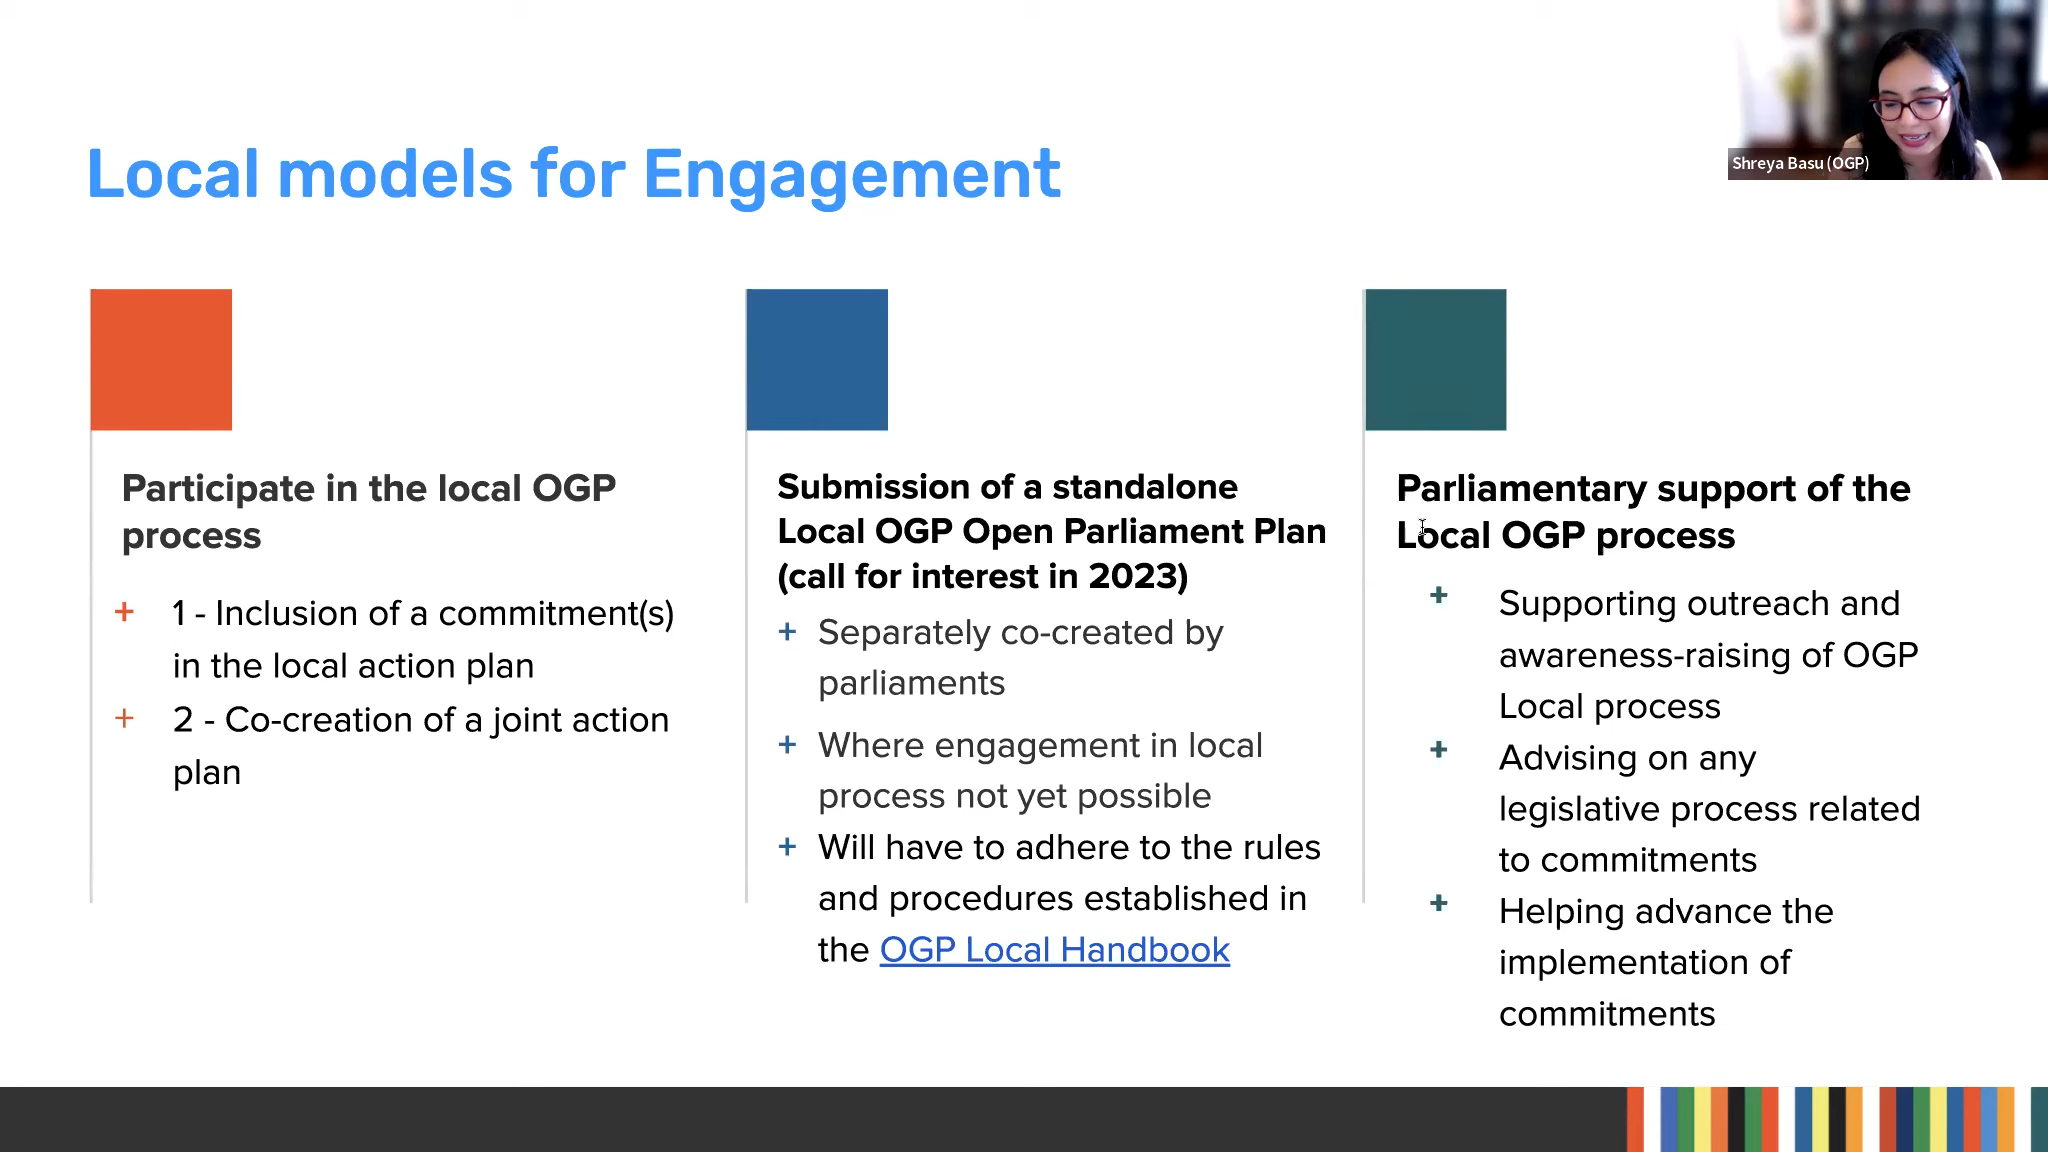 Shreya Basu (OGP)
Local models for Engagement
Participate in the local OGP
process
+ 1 - Inclusion of a commitment(s)
in the local action plan
+ 2 - Co-creation of a joint action
plan
Submission of a standalone
Local OGP Open Parliament Plan
(call for interest in 2023)
+ Separately co-created by
parliaments
+ Where engagement in local
process not yet possible
+ Will have to adhere to the rules
and procedures established in
the OGP Local Handbook
Parliamentary support of the
Local OGP process
+ Supporting outreach and
awareness-raising of OGP
Local process
+ Advising on any
legislative process related
to commitments
+ Helping advance the
implementation of
commitments